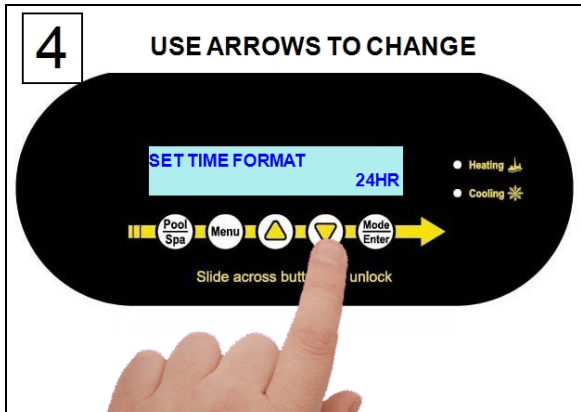 4
USE ARROWS TO CHANGE
SET TIME FORMAT
24HR
Heating
Cooling
Pool
Spa
Menu
Mode
Enter
Slide across unlock